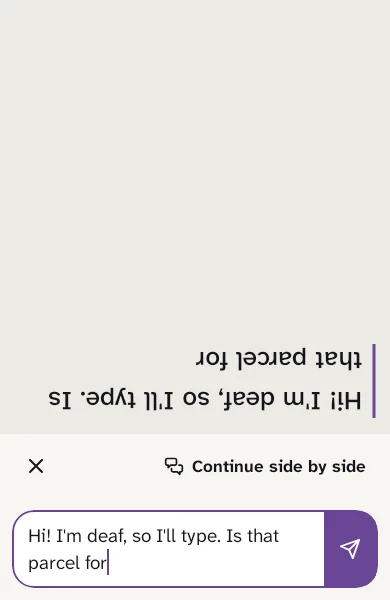 Hi! I'm deaf, so I'll type. Is
that parcel for
Continue side by side
Hi! I'm deaf, so I'll type. Is that
parcel for